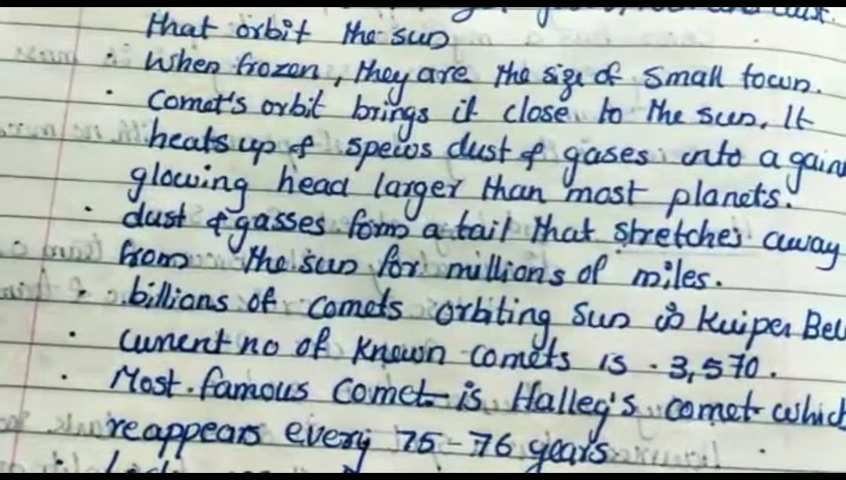 that orbit the sun
• When frozen, they are the size of small town.
• Comet's orbit brings it close to the sun. It
heats up & spews dust & gases into a gain
glowing head larger than most planets.
• dust & gasses form a tail that stretches away
from the sun for millions of miles.
• billions of comets orbiting Sun in Kuiper Bel
• current no of known comets is . 3,570.
• Most famous comet is Halleg's comet which
reappears every 75-76 years